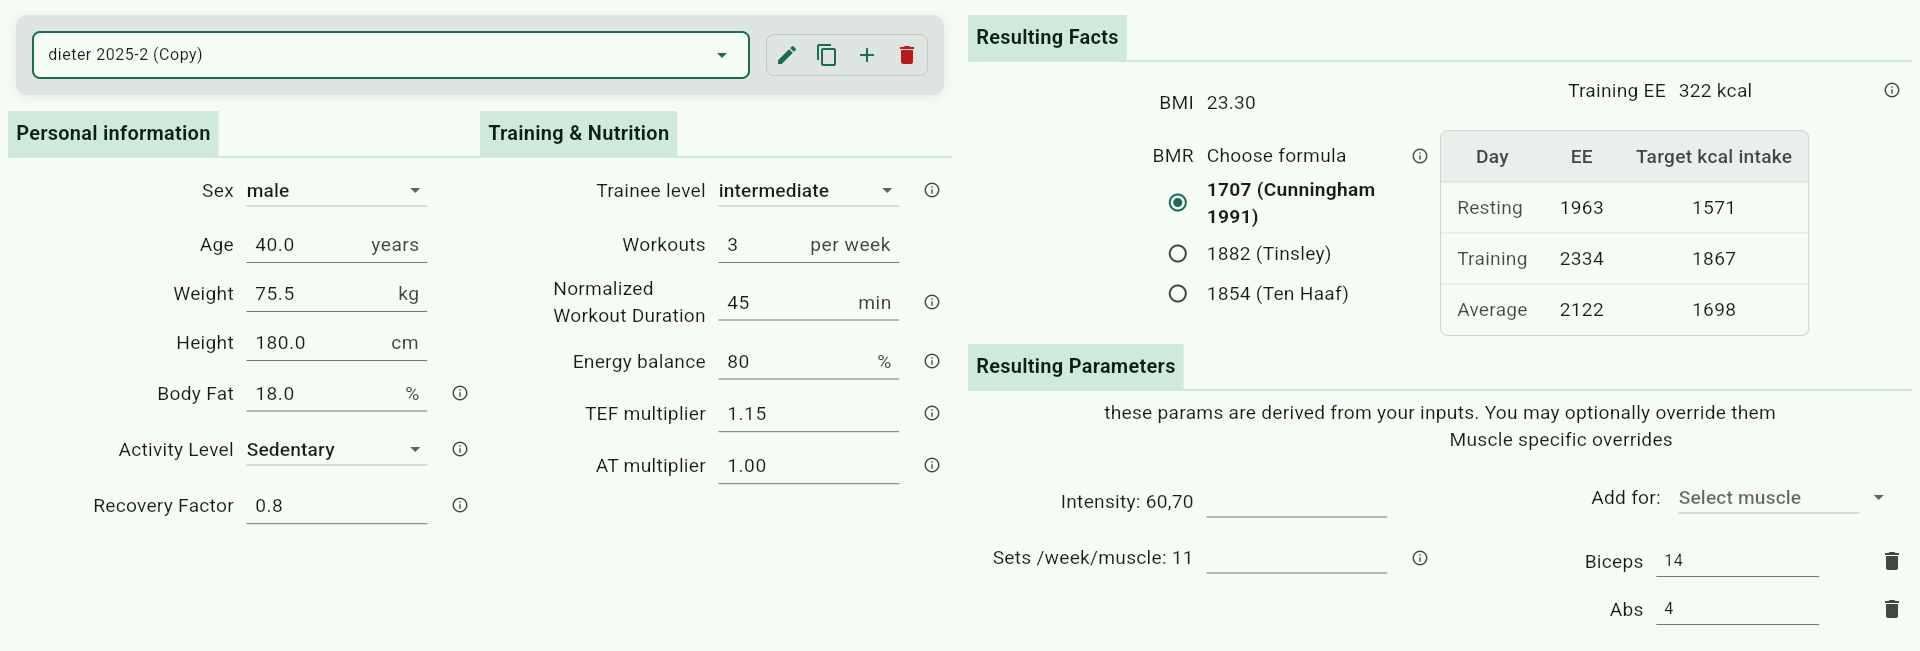 dieter 2025-2 (Copy)
Personal information
Sex male
Age 40.0 years
Weight 75.5 kg
Height 180.0 cm
Body Fat 18.0 %
Activity Level Sedentary
Recovery Factor 0.8
Training & Nutrition
Trainee level intermediate
Workouts 3 per week
Normalized
Workout Duration 45 min
Energy balance 80 %
TEF multiplier 1.15
AT multiplier 1.00
Resulting Facts
BMI 23.30
BMR Choose formula
1707 (Cunningham
1991)
1882 (Tinsley)
1854 (Ten Haaf)
Training EE 322 kcal
Day EE Target kcal intake
Resting 1963 1571
Training 2334 1867
Average 2122 1698
Resulting Parameters
these params are derived from your inputs. You may optionally override them
Muscle specific overrides
Intensity: 60,70
Sets /week/muscle: 11
Add for: Select muscle
Biceps 14
Abs 4